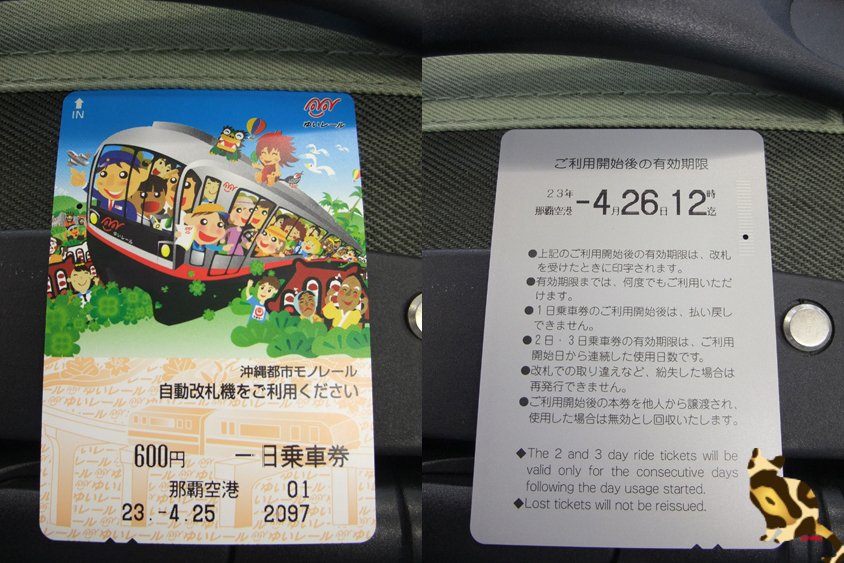 IN
ゆいレール
ゆいレール
沖縄都市モノレール
自動改札機をご利用ください
600円 一日乗車券
那覇空港 01
23.-4.25 2097
ご利用開始後の有効期限
23年
那覇空港 -4月26日12時迄
●上記のご利用開始後の有効期限は、改札
を受けたときに印字されます。
●有効期限までは、何度でもご利用いただ
けます。
●1日乗車券のご利用開始後は、払い戻し
できません。
●2日・3日乗車券の有効期限は、ご利用
開始日から連続した使用日数です。
●改札での取り違えなど、紛失した場合は
再発行できません。
●ご利用開始後の本券を他人から譲渡され、
使用した場合は無効とし回収いたします。
◆The 2 and 3 day ride tickets will be
valid only for the consecutive days
following the day usage started.
◆Lost tickets will not be reissued.